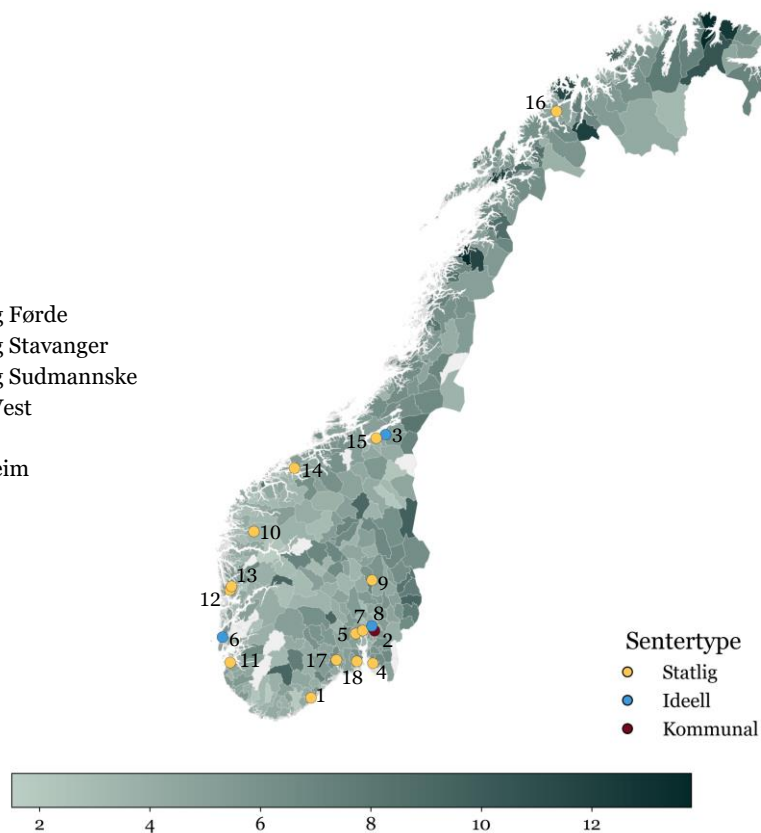 16
g Førde
g Stavanger
g Sudmannske
Vest
eim
15
3
14
10
13
12
9
8
7
5
2
6
11
17
18
4
1
Sentertype
Statlig
Ideell
Kommunal
2 4 6 8 10 12